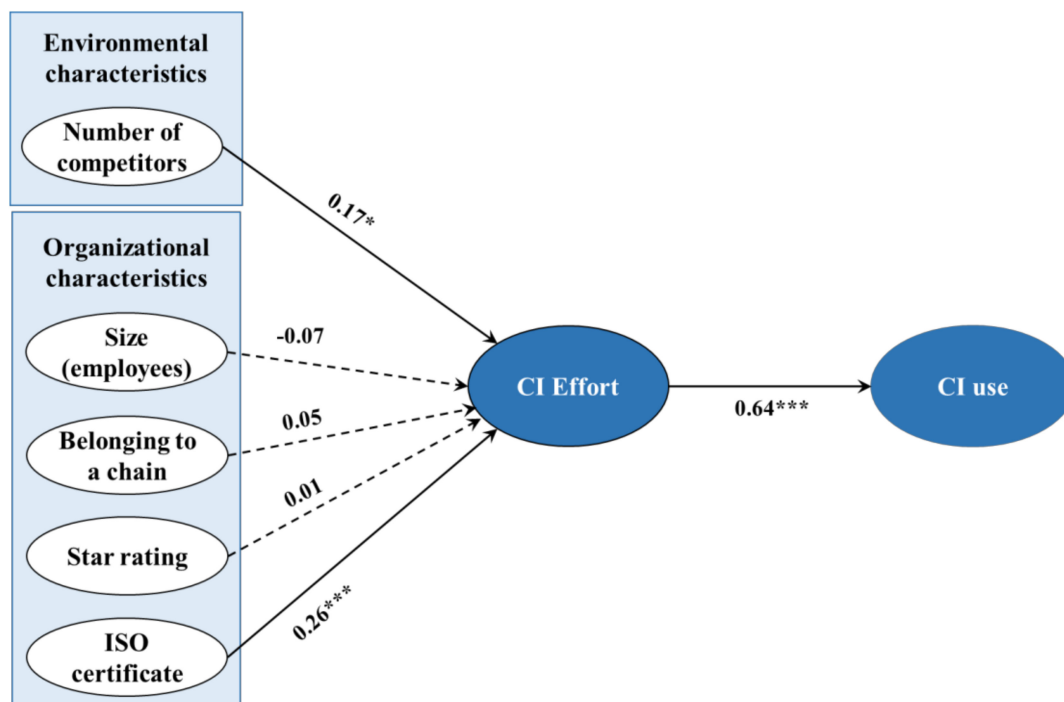 Environmental
characteristics
Number of
competitors
0.17*
Organizational
characteristics
Size
(employees)
-0.07
Belonging to
a chain
0.05
Star rating
0.01
ISO
certificate
0.26***
CI Effort
0.64***
CI use